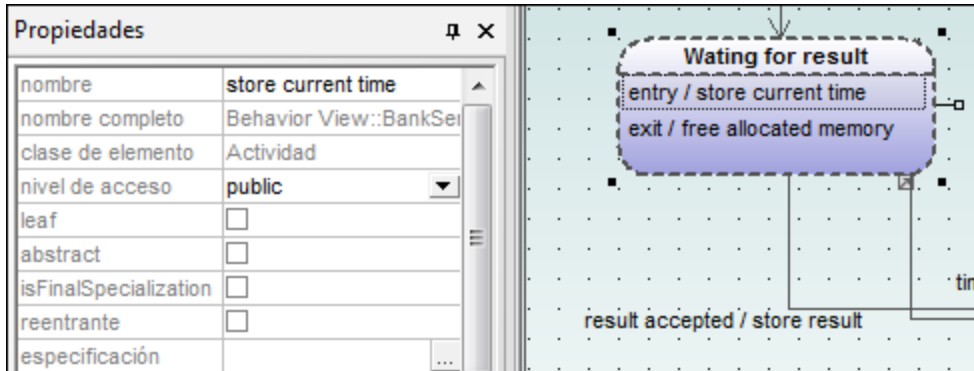 Propiedades
nombre store current time
nombre completo Behavior View::BankSer
clase de elemento Actividad
nivel de acceso public
leaf
abstract
isFinalSpecialization
reentrante
especificación ...
Wating for result
entry / store current time
exit / free allocated memory
result accepted / store result